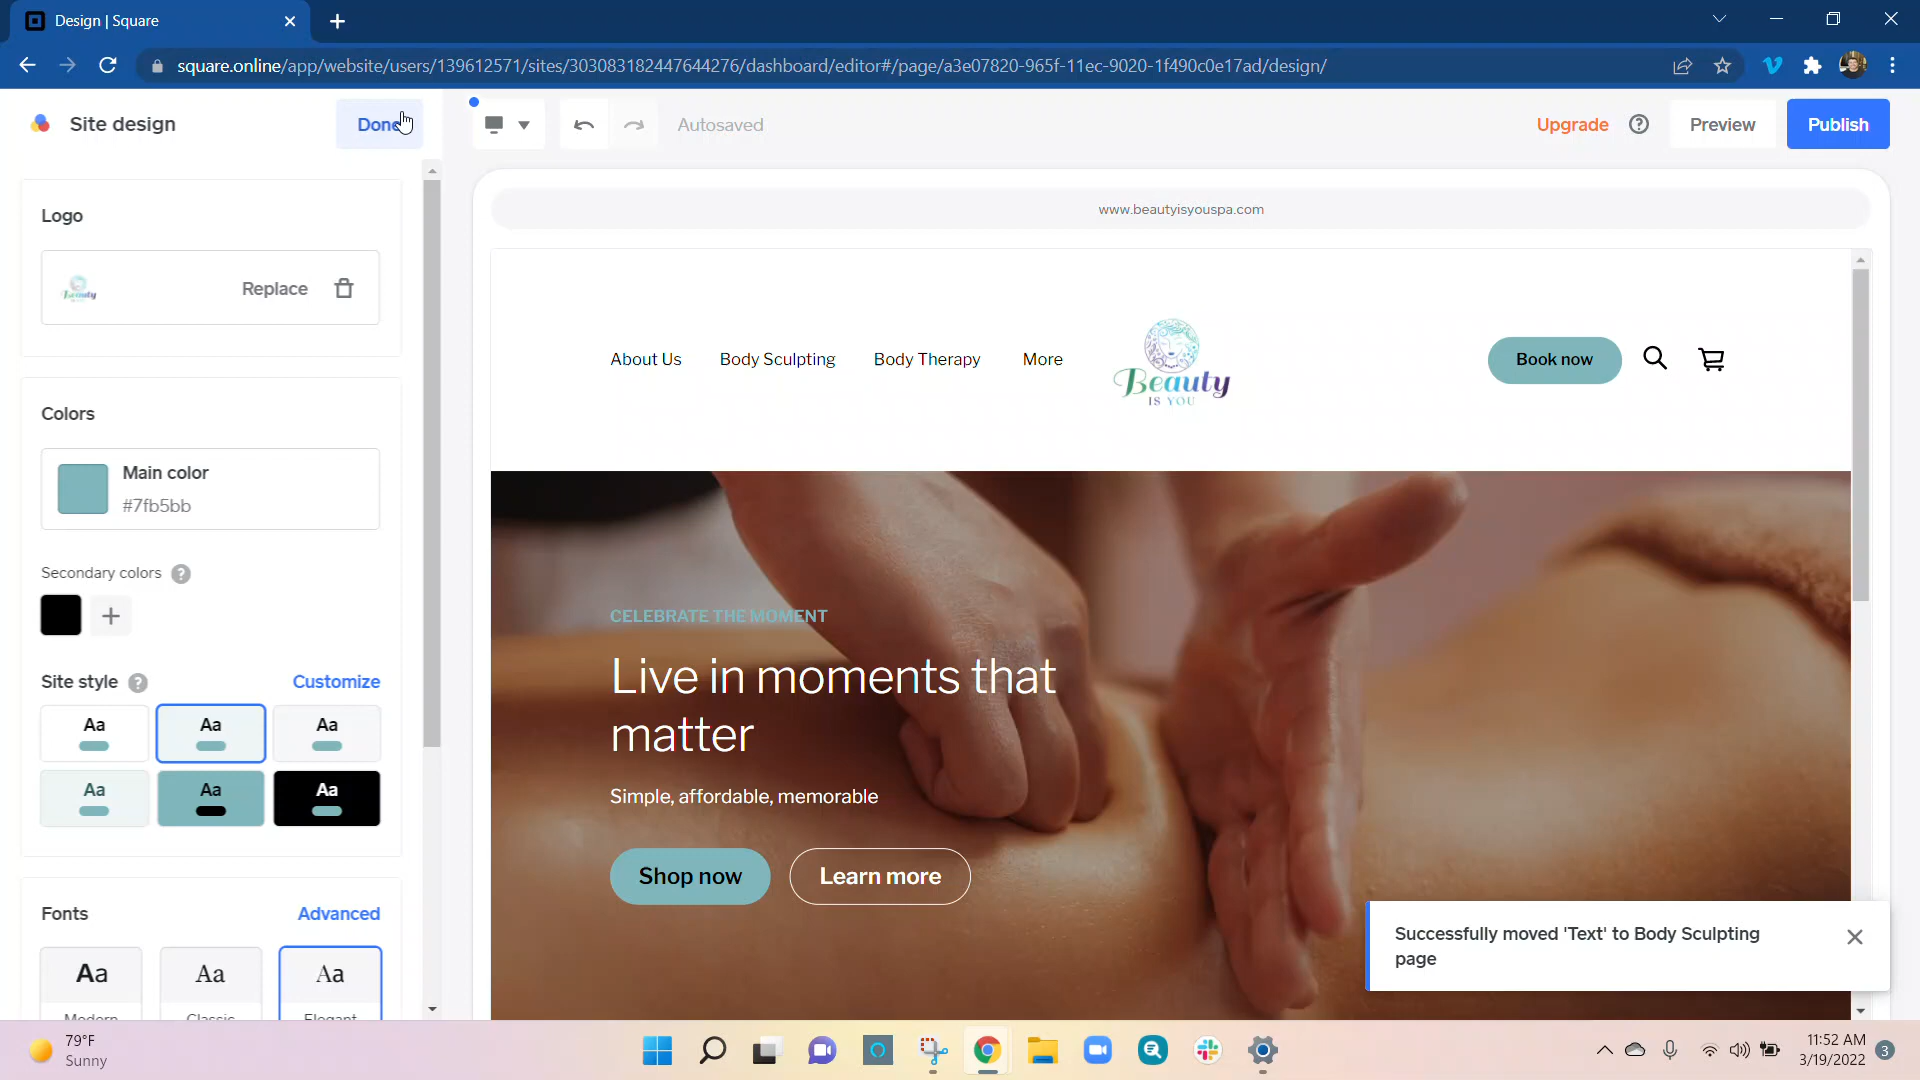 Design | Square
square.online/app/website/users/139612571/sites/303083182447644276/dashboard/editor#/page/a3e07820-965f-11ec-9020-1f490c0e17ad/design/
Site design
Done
Autosaved
Upgrade
Preview
Publish
Logo
Beauty
Replace
Colors
Main color
#7fb5bb
Secondary colors
Site style
Customize
Aa
Aa
Aa
Aa
Aa
Aa
Fonts
Advanced
Aa
Aa
Aa
Modern
Classic
Elegant
www.beautyisyouspa.com
About Us
Body Sculpting
Body Therapy
More
Beauty
IS YOU
Book now
CELEBRATE THE MOMENT
Live in moments that
matter
Simple, affordable, memorable
Shop now
Learn more
Successfully moved 'Text' to Body Sculpting
page
79°F
Sunny
11:52 AM
3/19/2022
3